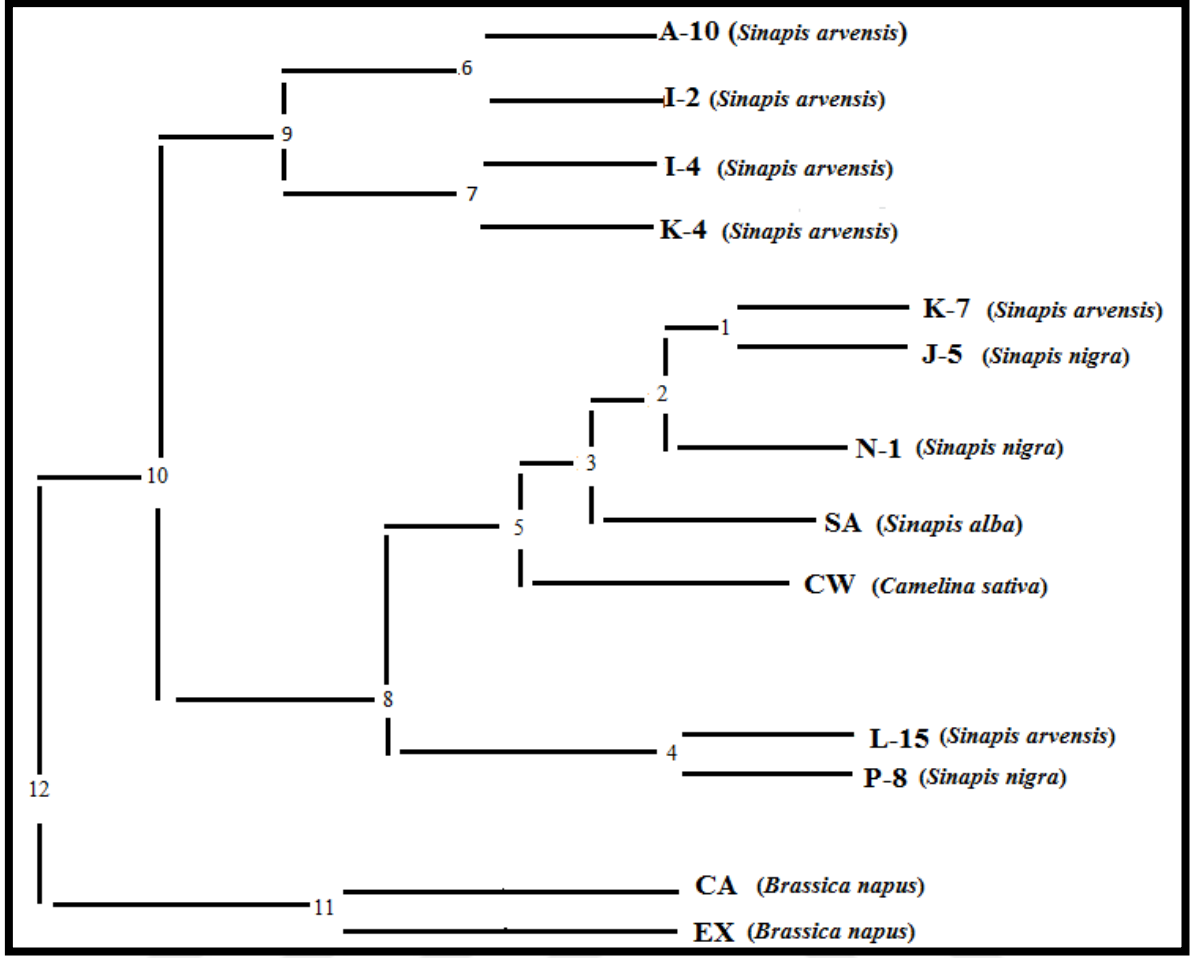 A-10 (Sinapis arvensis)
6
I-2 (Sinapis arvensis)
9
I-4 (Sinapis arvensis)
7
K-4 (Sinapis arvensis)
K-7 (Sinapis arvensis)
1
J-5 (Sinapis nigra)
2
N-1 (Sinapis nigra)
3
10
SA (Sinapis alba)
5
CW (Camelina sativa)
8
L-15 (Sinapis arvensis)
4
P-8 (Sinapis nigra)
12
CA (Brassica napus)
11
EX (Brassica napus)